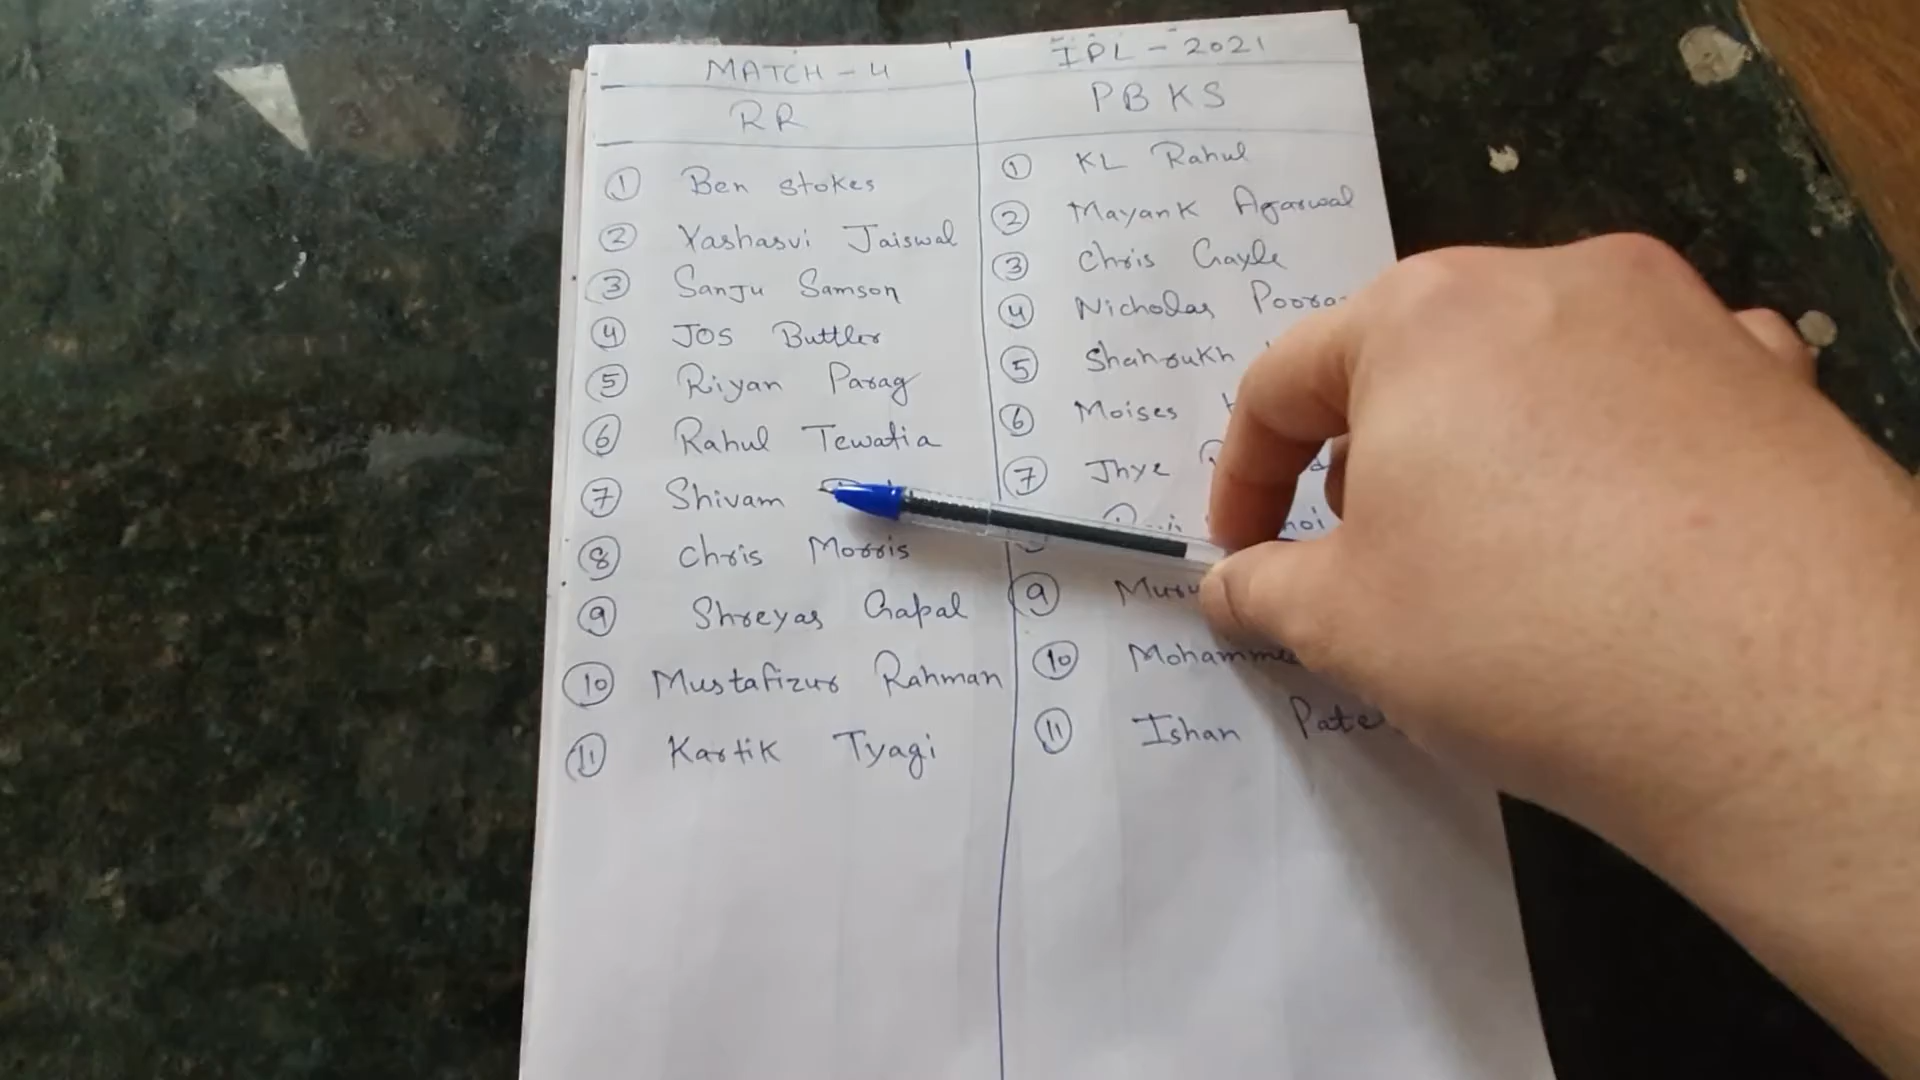 MATCH - 4
IPL - 2021
RR
PBKS
1 Ben Stokes
2 Yashasvi Jaiswal
3 Sanju Samson
4 Jos Buttler
5 Riyan Parag
6 Rahul Tewatia
7 Shivam
8 Chris Morris
9 Shreyas Gapal
10 Mustafizur Rahman
11 Kartik Tyagi
1 KL Rahul
2 Mayank Agarwal
3 Chris Gayle
4 Nicholas
5 Shahrukh
6 Moises
7 Jhye
9
10
11 Ishan